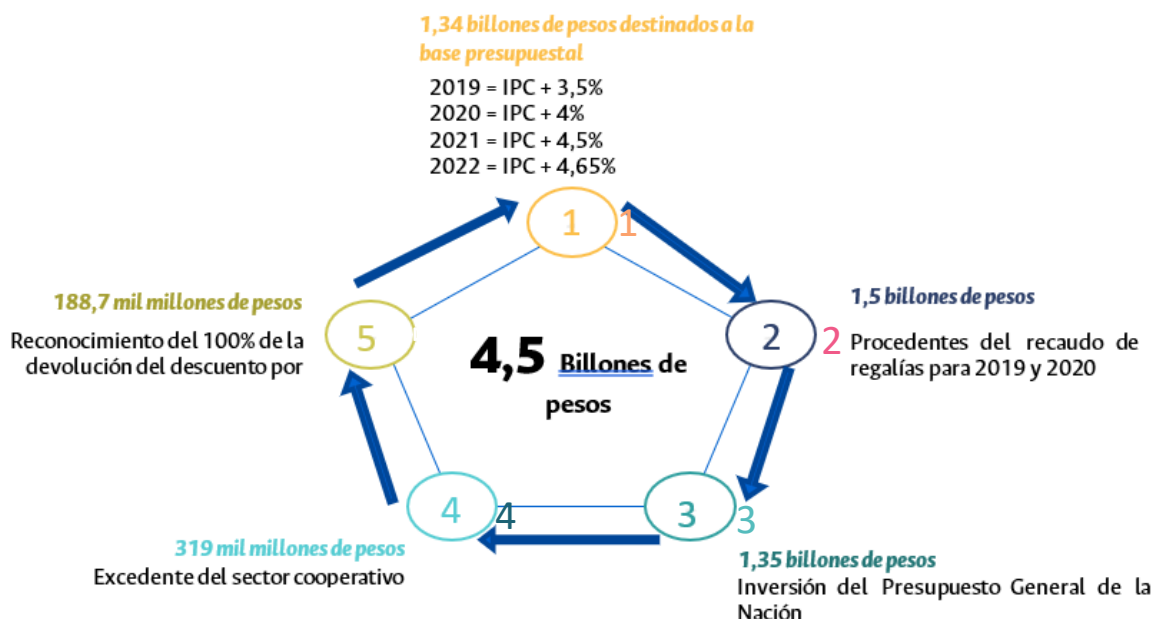 1,34 billones de pesos destinados a la
base presupuestal
2019 = IPC + 3,5%
2020 = IPC + 4%
2021 = IPC + 4,5%
2022 = IPC + 4,65%
1 1
188,7 mil millones de pesos
Reconocimiento del 100% de la
devolución del descuento por
5
4,5 Billones de
pesos
2 2
1,5 billones de pesos
Procedentes del recaudo de
regalías para 2019 y 2020
4 4
3 3
319 mil millones de pesos
Excedente del sector cooperativo
1,35 billones de pesos
Inversión del Presupuesto General de la
Nación